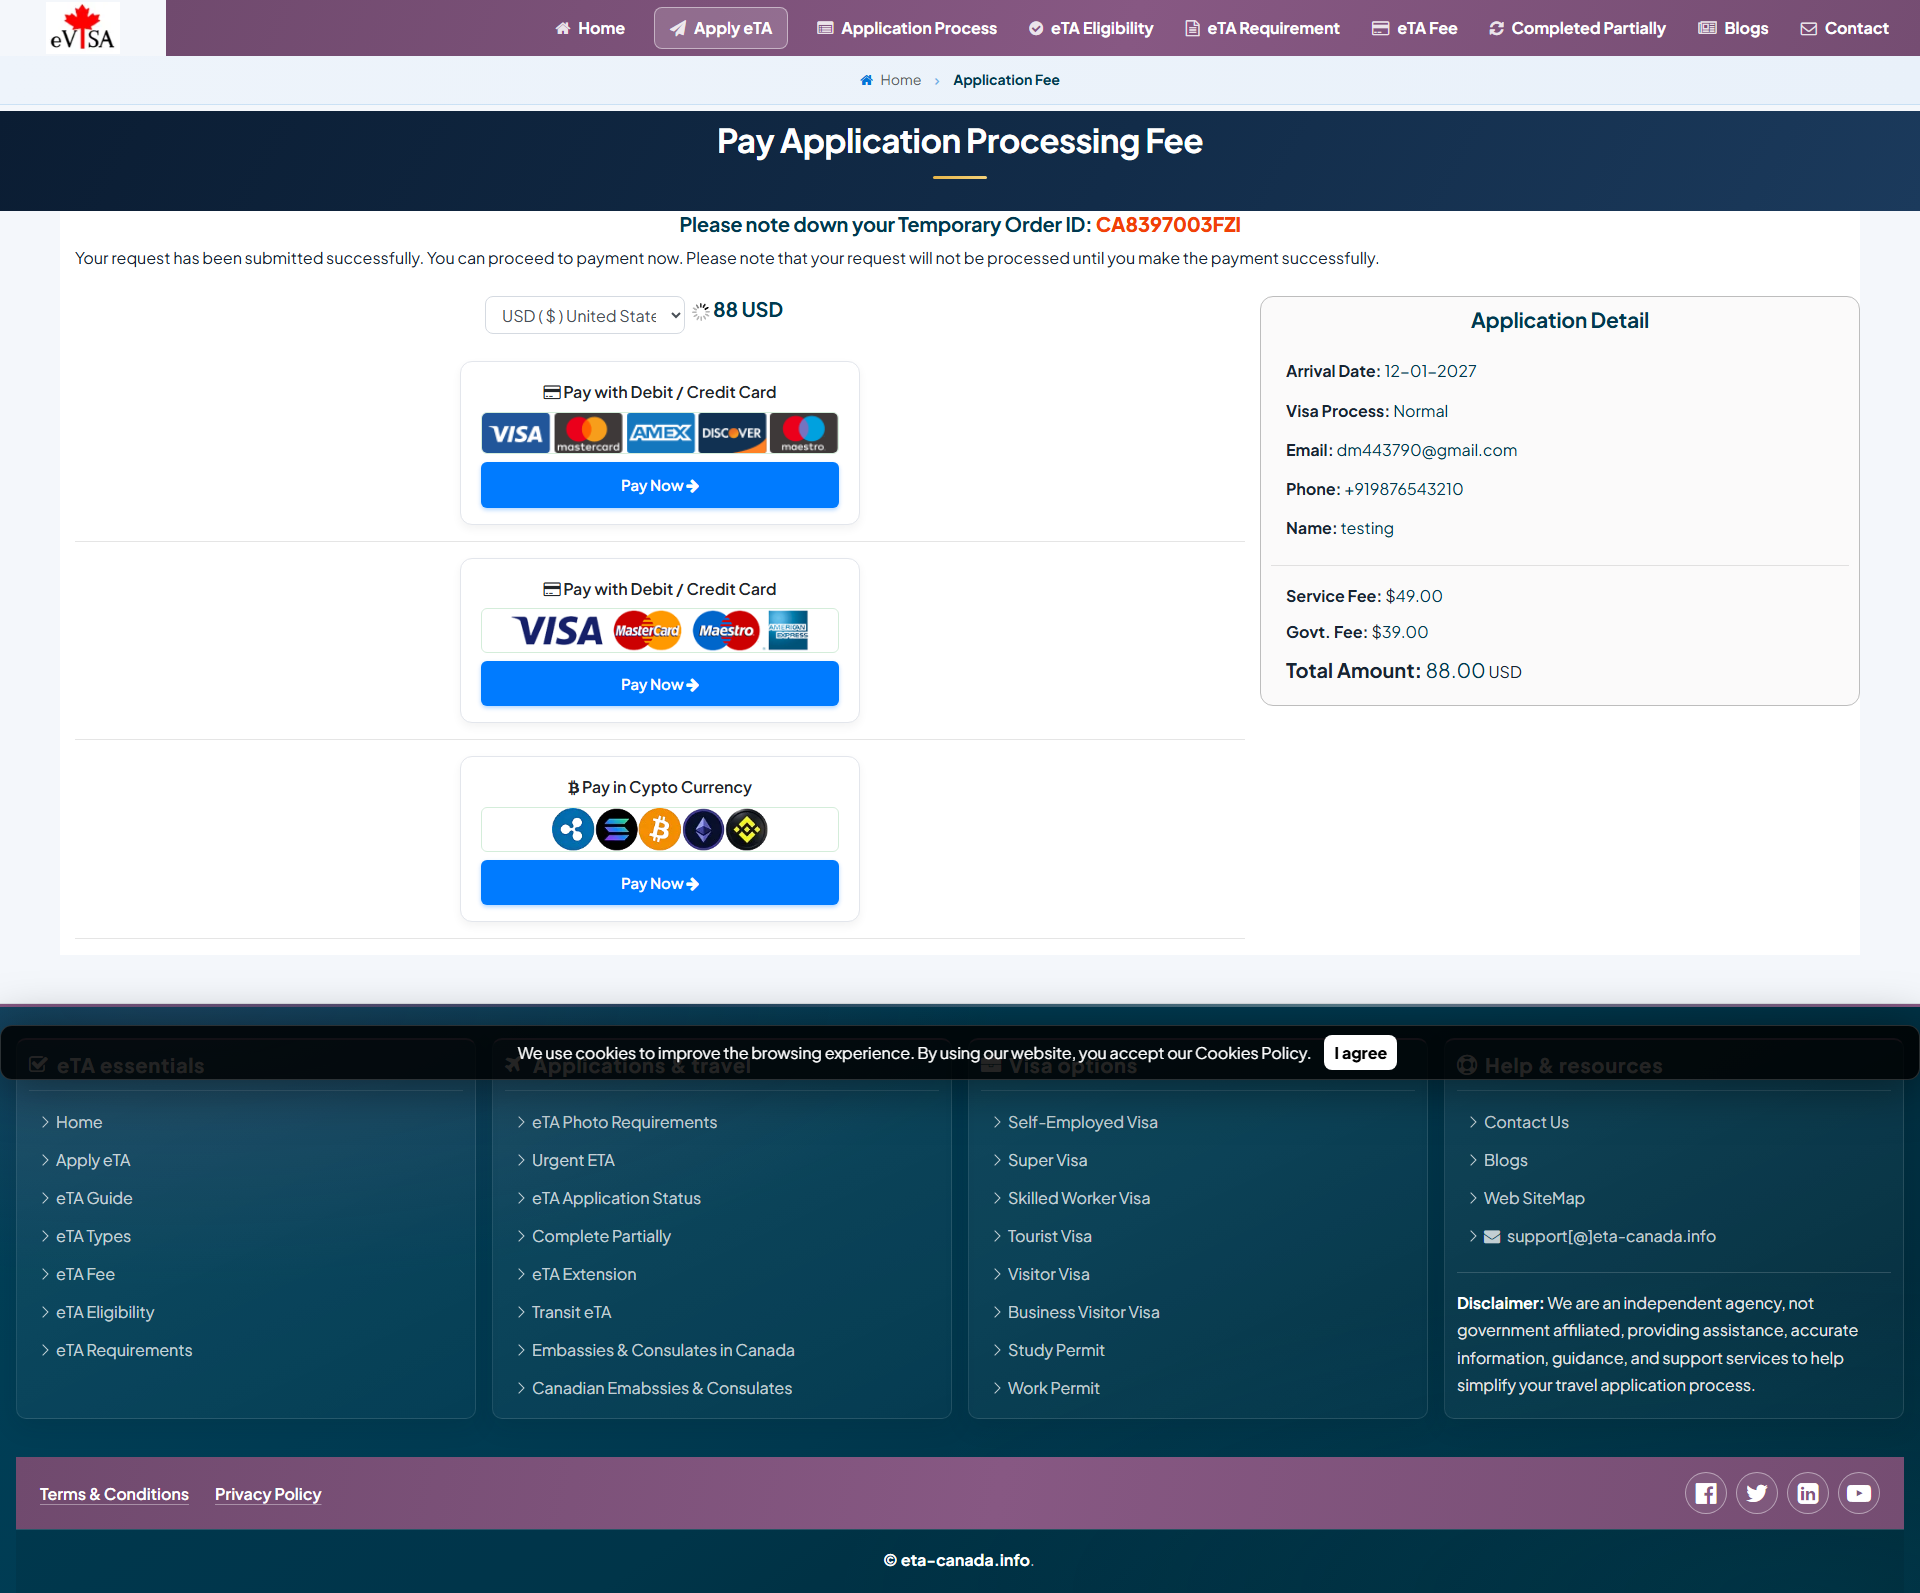 eVISA
Home
Apply eTA
Application Process
eTA Eligibility
eTA Requirement
eTA Fee
Completed Partially
Blogs
Contact
Home › Application Fee
Pay Application Processing Fee
Please note down your Temporary Order ID: CA8397003FZI
Your request has been submitted successfully. You can proceed to payment now. Please note that your request will not be processed until you make the payment successfully.
USD ( $ ) United State
88 USD
Pay with Debit / Credit Card
VISA mastercard AMEX DISCOVER maestro
Pay Now
Pay with Debit / Credit Card
VISA MasterCard Maestro AMERICAN EXPRESS
Pay Now
Pay in Cypto Currency
Pay Now
Application Detail
Arrival Date: 12-01-2027
Visa Process: Normal
Email: dm443790@gmail.com
Phone: +919876543210
Name: testing
Service Fee: $49.00
Govt. Fee: $39.00
Total Amount: 88.00 USD
We use cookies to improve the browsing experience. By using our website, you accept our Cookies Policy.
I agree
eTA essentials
Home
Apply eTA
eTA Guide
eTA Types
eTA Fee
eTA Eligibility
eTA Requirements
Applications & travel
eTA Photo Requirements
Urgent ETA
eTA Application Status
Complete Partially
eTA Extension
Transit eTA
Embassies & Consulates in Canada
Canadian Emabssies & Consulates
Visa options
Self-Employed Visa
Super Visa
Skilled Worker Visa
Tourist Visa
Visitor Visa
Business Visitor Visa
Study Permit
Work Permit
Help & resources
Contact Us
Blogs
Web SiteMap
support[@]eta-canada.info
Disclaimer: We are an independent agency, not
government affiliated, providing assistance, accurate
information, guidance, and support services to help
simplify your travel application process.
Terms & Conditions
Privacy Policy
© eta-canada.info.